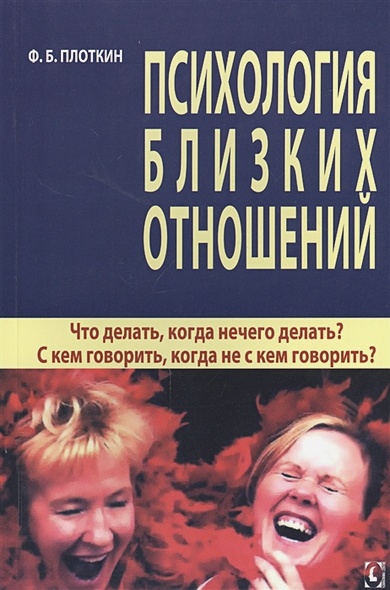 Ф. Б. ПЛОТКИН
ПСИХОЛОГИЯ
БЛИЗКИХ
ОТНОШЕНИЙ
Что делать, когда нечего делать?
С кем говорить, когда не с кем говорить?